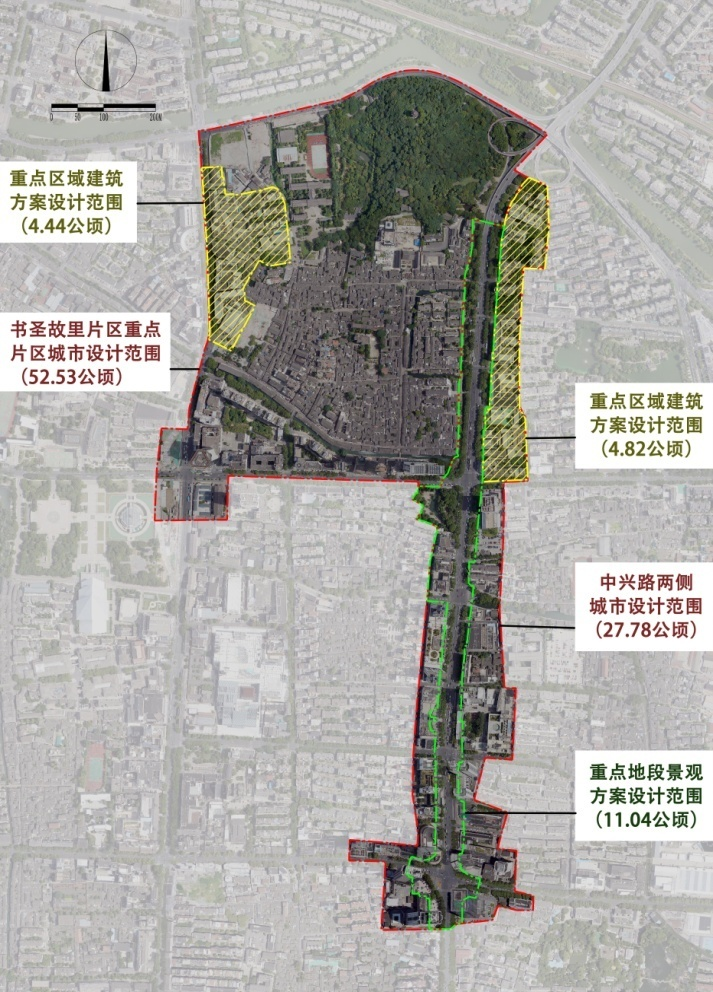 0 50 100 200M
重点区域建筑
方案设计范围
（4.44公顷）
书圣故里片区重点
片区城市设计范围
（52.53公顷）
重点区域建筑
方案设计范围
（4.82公顷）
中兴路两侧
城市设计范围
（27.78公顷）
重点地段景观
方案设计范围
（11.04公顷）